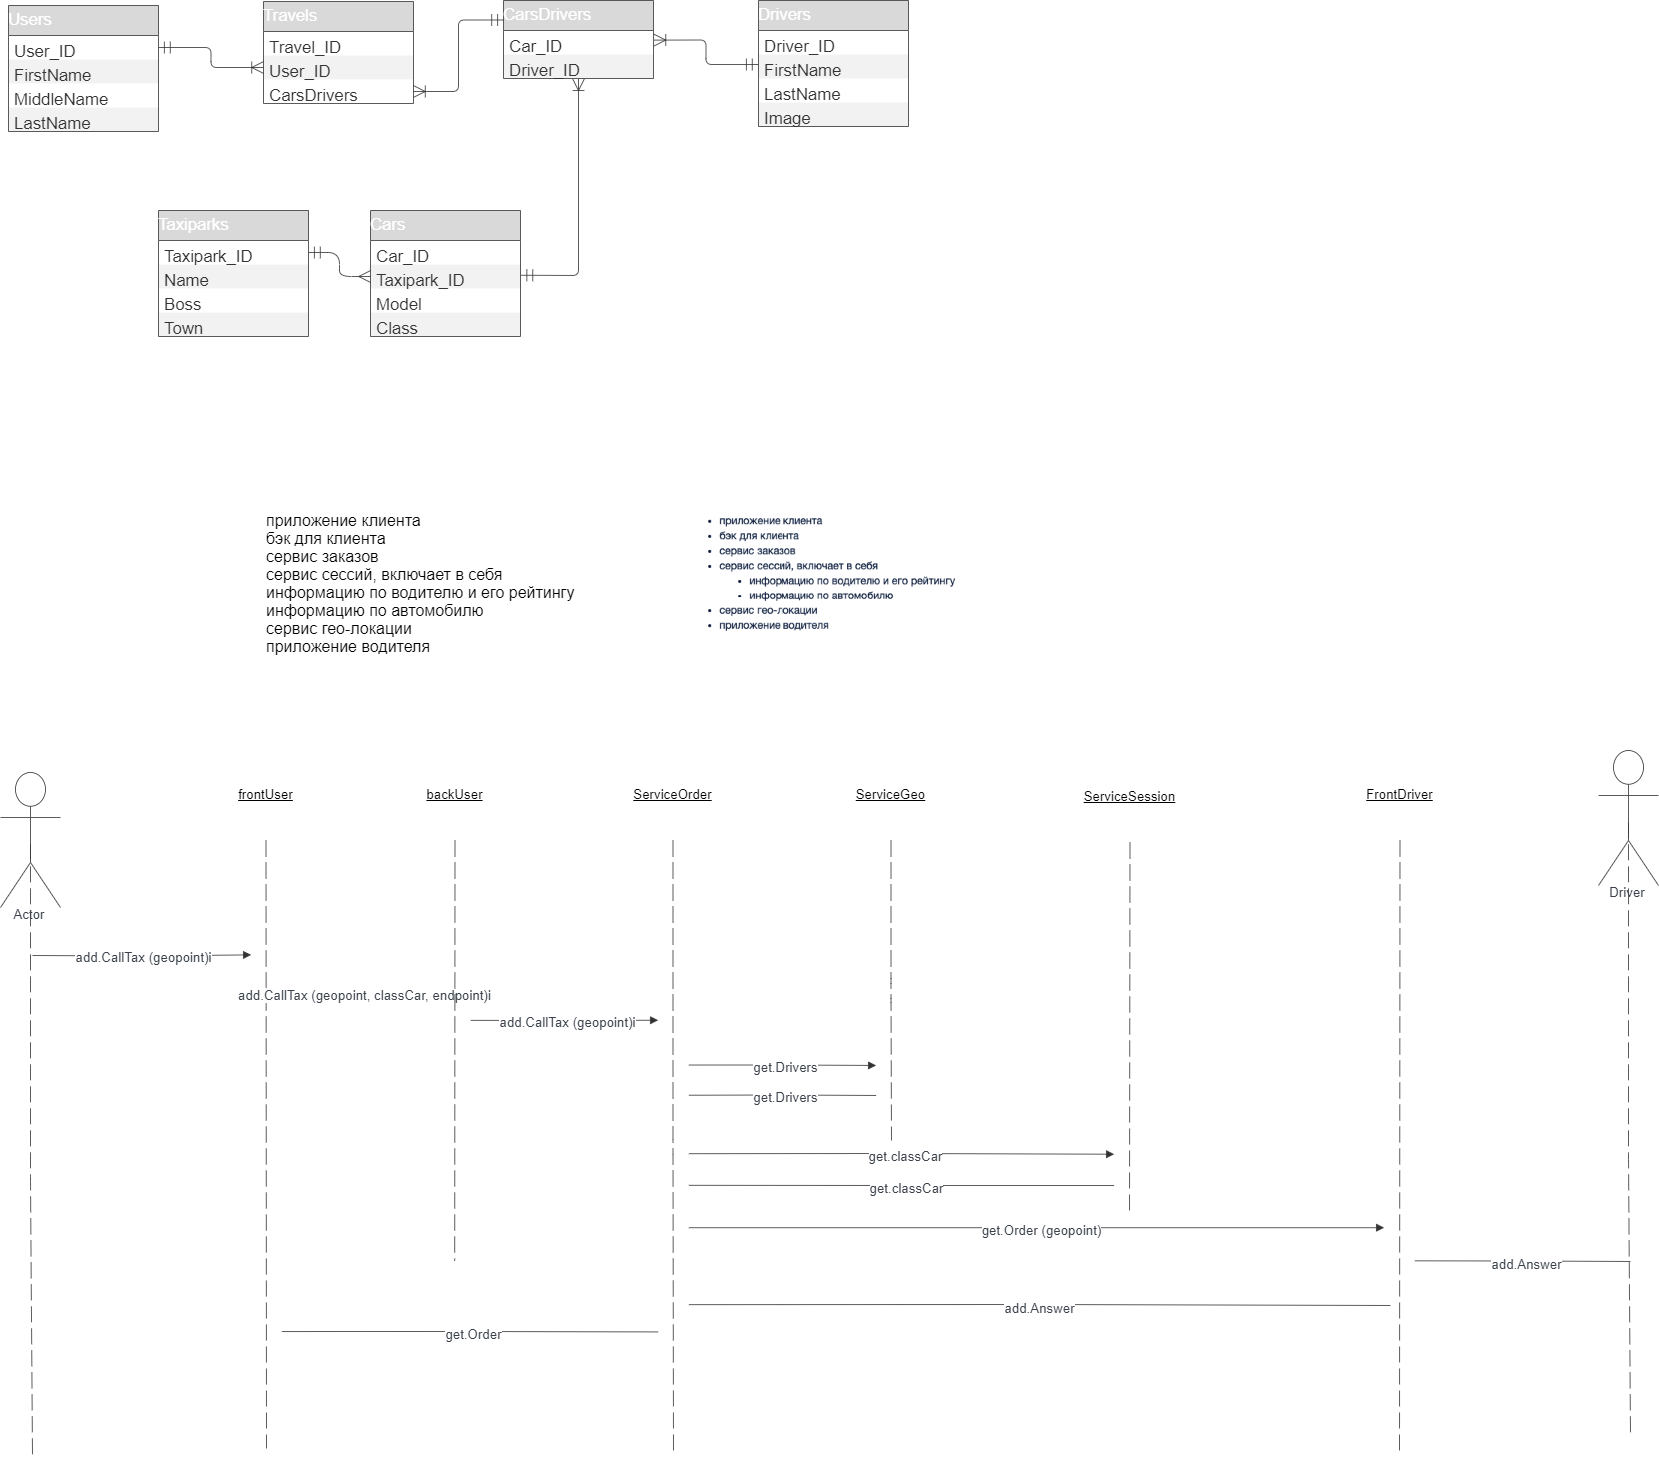 Users
User_ID
FirstName
MiddleName
LastName
Travels
Travel_ID
User_ID
CarsDrivers
CarsDrivers
Car_ID
Driver_ID
Drivers
Driver_ID
FirstName
LastName
Image
Taxiparks
Taxipark_ID
Name
Boss
Town
Cars
Car_ID
Taxipark_ID
Model
Class
приложение клиента
бэк для клиента
сервис заказов
сервис сессий, включает в себя
информацию по водителю и его рейтингу
информацию по автомобилю
сервис гео-локации
приложение водителя
• приложение клиента
• бэк для клиента
• сервис заказов
• сервис сессий, включает в себя
• информацию по водителю и его рейтингу
• информацию по автомобилю
• сервис гео-локации
• приложение водителя
frontUser
backUser
ServiceOrder
ServiceGeo
ServiceSession
FrontDriver
Actor
Driver
add.CallTax (geopoint)i
add.CallTax (geopoint, classCar, endpoint)i
add.CallTax (geopoint)i
get.Drivers
get.Drivers
get.classCar
get.classCar
get.Order (geopoint)
add.Answer
add.Answer
get.Order